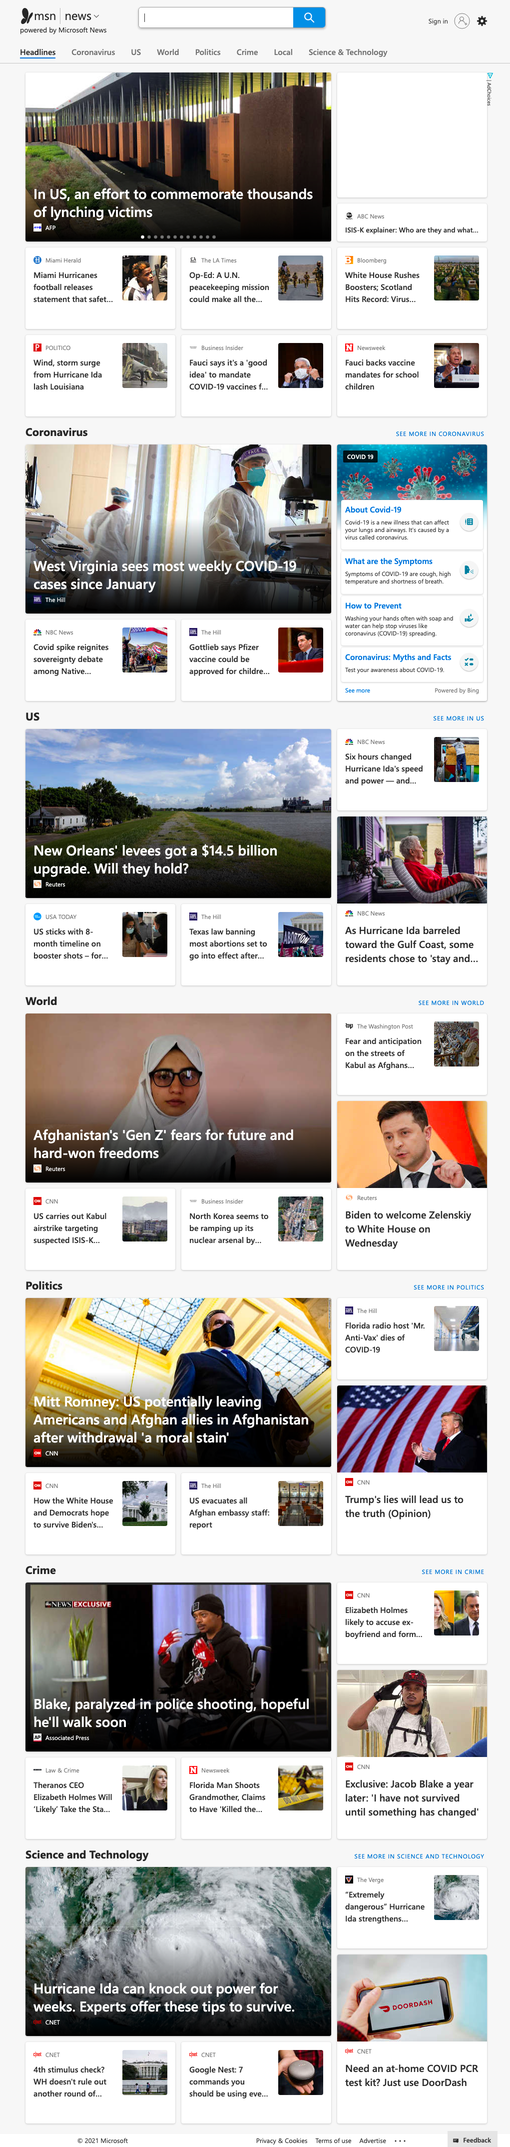 msn | news
powered by Microsoft News
Sign in
Headlines
Coronavirus
US
World
Politics
Crime
Local
Science & Technology
AdChoices
In US, an effort to commemorate thousands
of lynching victims
AFP
ABC News
ISIS-K explainer: Who are they and what...
Miami Herald
Miami Hurricanes
football releases
statement that safet...
The LA Times
Op-Ed: A U.N.
peacekeeping mission
could make all the...
Bloomberg
White House Rushes
Boosters; Scotland
Hits Record: Virus...
POLITICO
Wind, storm surge
from Hurricane Ida
lash Louisiana
Business Insider
Fauci says it's a 'good
idea' to mandate
COVID-19 vaccines f...
Newsweek
Fauci backs vaccine
mandates for school
children
Coronavirus
SEE MORE IN CORONAVIRUS
West Virginia sees most weekly COVID-19
cases since January
The Hill
COVID 19
About Covid-19
Covid-19 is a new illness that can affect
your lungs and airways. It's caused by a
virus called coronavirus.
What are the Symptoms
Symptoms of COVID-19 are cough, high
temperature and shortness of breath.
How to Prevent
Washing your hands often with soap and
water can help stop viruses like
coronavirus (COVID-19) spreading.
Coronavirus: Myths and Facts
Test your awareness about COVID-19.
See more
Powered by Bing
NBC News
Covid spike reignites
sovereignty debate
among Native...
The Hill
Gottlieb says Pfizer
vaccine could be
approved for childre...
US
SEE MORE IN US
New Orleans' levees got a $14.5 billion
upgrade. Will they hold?
Reuters
NBC News
Six hours changed
Hurricane Ida's speed
and power — and...
NBC News
As Hurricane Ida barreled
toward the Gulf Coast, some
residents chose to 'stay and...
USA TODAY
US sticks with 8-
month timeline on
booster shots – for...
The Hill
Texas law banning
most abortions set to
go into effect after...
ABORTION
World
SEE MORE IN WORLD
Afghanistan's 'Gen Z' fears for future and
hard-won freedoms
Reuters
The Washington Post
Fear and anticipation
on the streets of
Kabul as Afghans...
Reuters
Biden to welcome Zelenskiy
to White House on
Wednesday
CNN
US carries out Kabul
airstrike targeting
suspected ISIS-K...
Business Insider
North Korea seems to
be ramping up its
nuclear arsenal by...
Politics
SEE MORE IN POLITICS
Mitt Romney: US potentially leaving
Americans and Afghan allies in Afghanistan
after withdrawal 'a moral stain'
CNN
The Hill
Florida radio host 'Mr.
Anti-Vax' dies of
COVID-19
CNN
Trump's lies will lead us to
the truth (Opinion)
CNN
How the White House
and Democrats hope
to survive Biden's...
The Hill
US evacuates all
Afghan embassy staff:
report
Crime
SEE MORE IN CRIME
abc NEWS EXCLUSIVE
Blake, paralyzed in police shooting, hopeful
he'll walk soon
Associated Press
CNN
Elizabeth Holmes
likely to accuse ex-
boyfriend and form...
CNN
Exclusive: Jacob Blake a year
later: 'I have not survived
until something has changed'
Law & Crime
Theranos CEO
Elizabeth Holmes Will
'Likely' Take the Sta...
Newsweek
Florida Man Shoots
Grandmother, Claims
to Have 'Killed the...
Science and Technology
SEE MORE IN SCIENCE AND TECHNOLOGY
Hurricane Ida can knock out power for
weeks. Experts offer these tips to survive.
CNET
The Verge
"Extremely
dangerous" Hurricane
Ida strengthens...
DOORDASH
CNET
Need an at-home COVID PCR
test kit? Just use DoorDash
CNET
4th stimulus check?
WH doesn't rule out
another round of...
CNET
Google Nest: 7
commands you
should be using eve...
© 2021 Microsoft
Privacy & Cookies
Terms of use
Advertise
...
Feedback